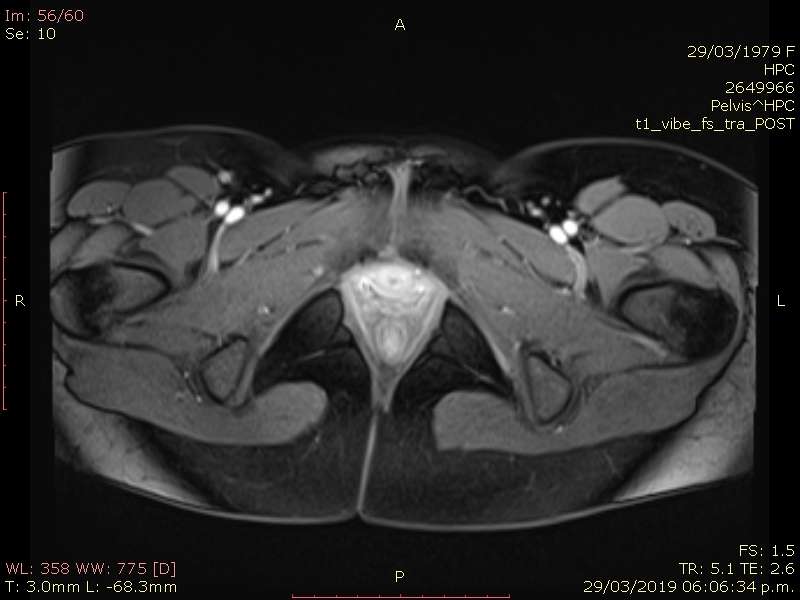 Im: 56/60
Se: 10
A
29/03/1979 F
HPC
2649966
Pelvis^HPC
t1_vibe_fs_tra_POST
R
L
WL: 358 WW: 775 [D]
T: 3.0mm L: -68.3mm
P
FS: 1.5
TR: 5.1 TE: 2.6
29/03/2019 06:06:34 p.m.